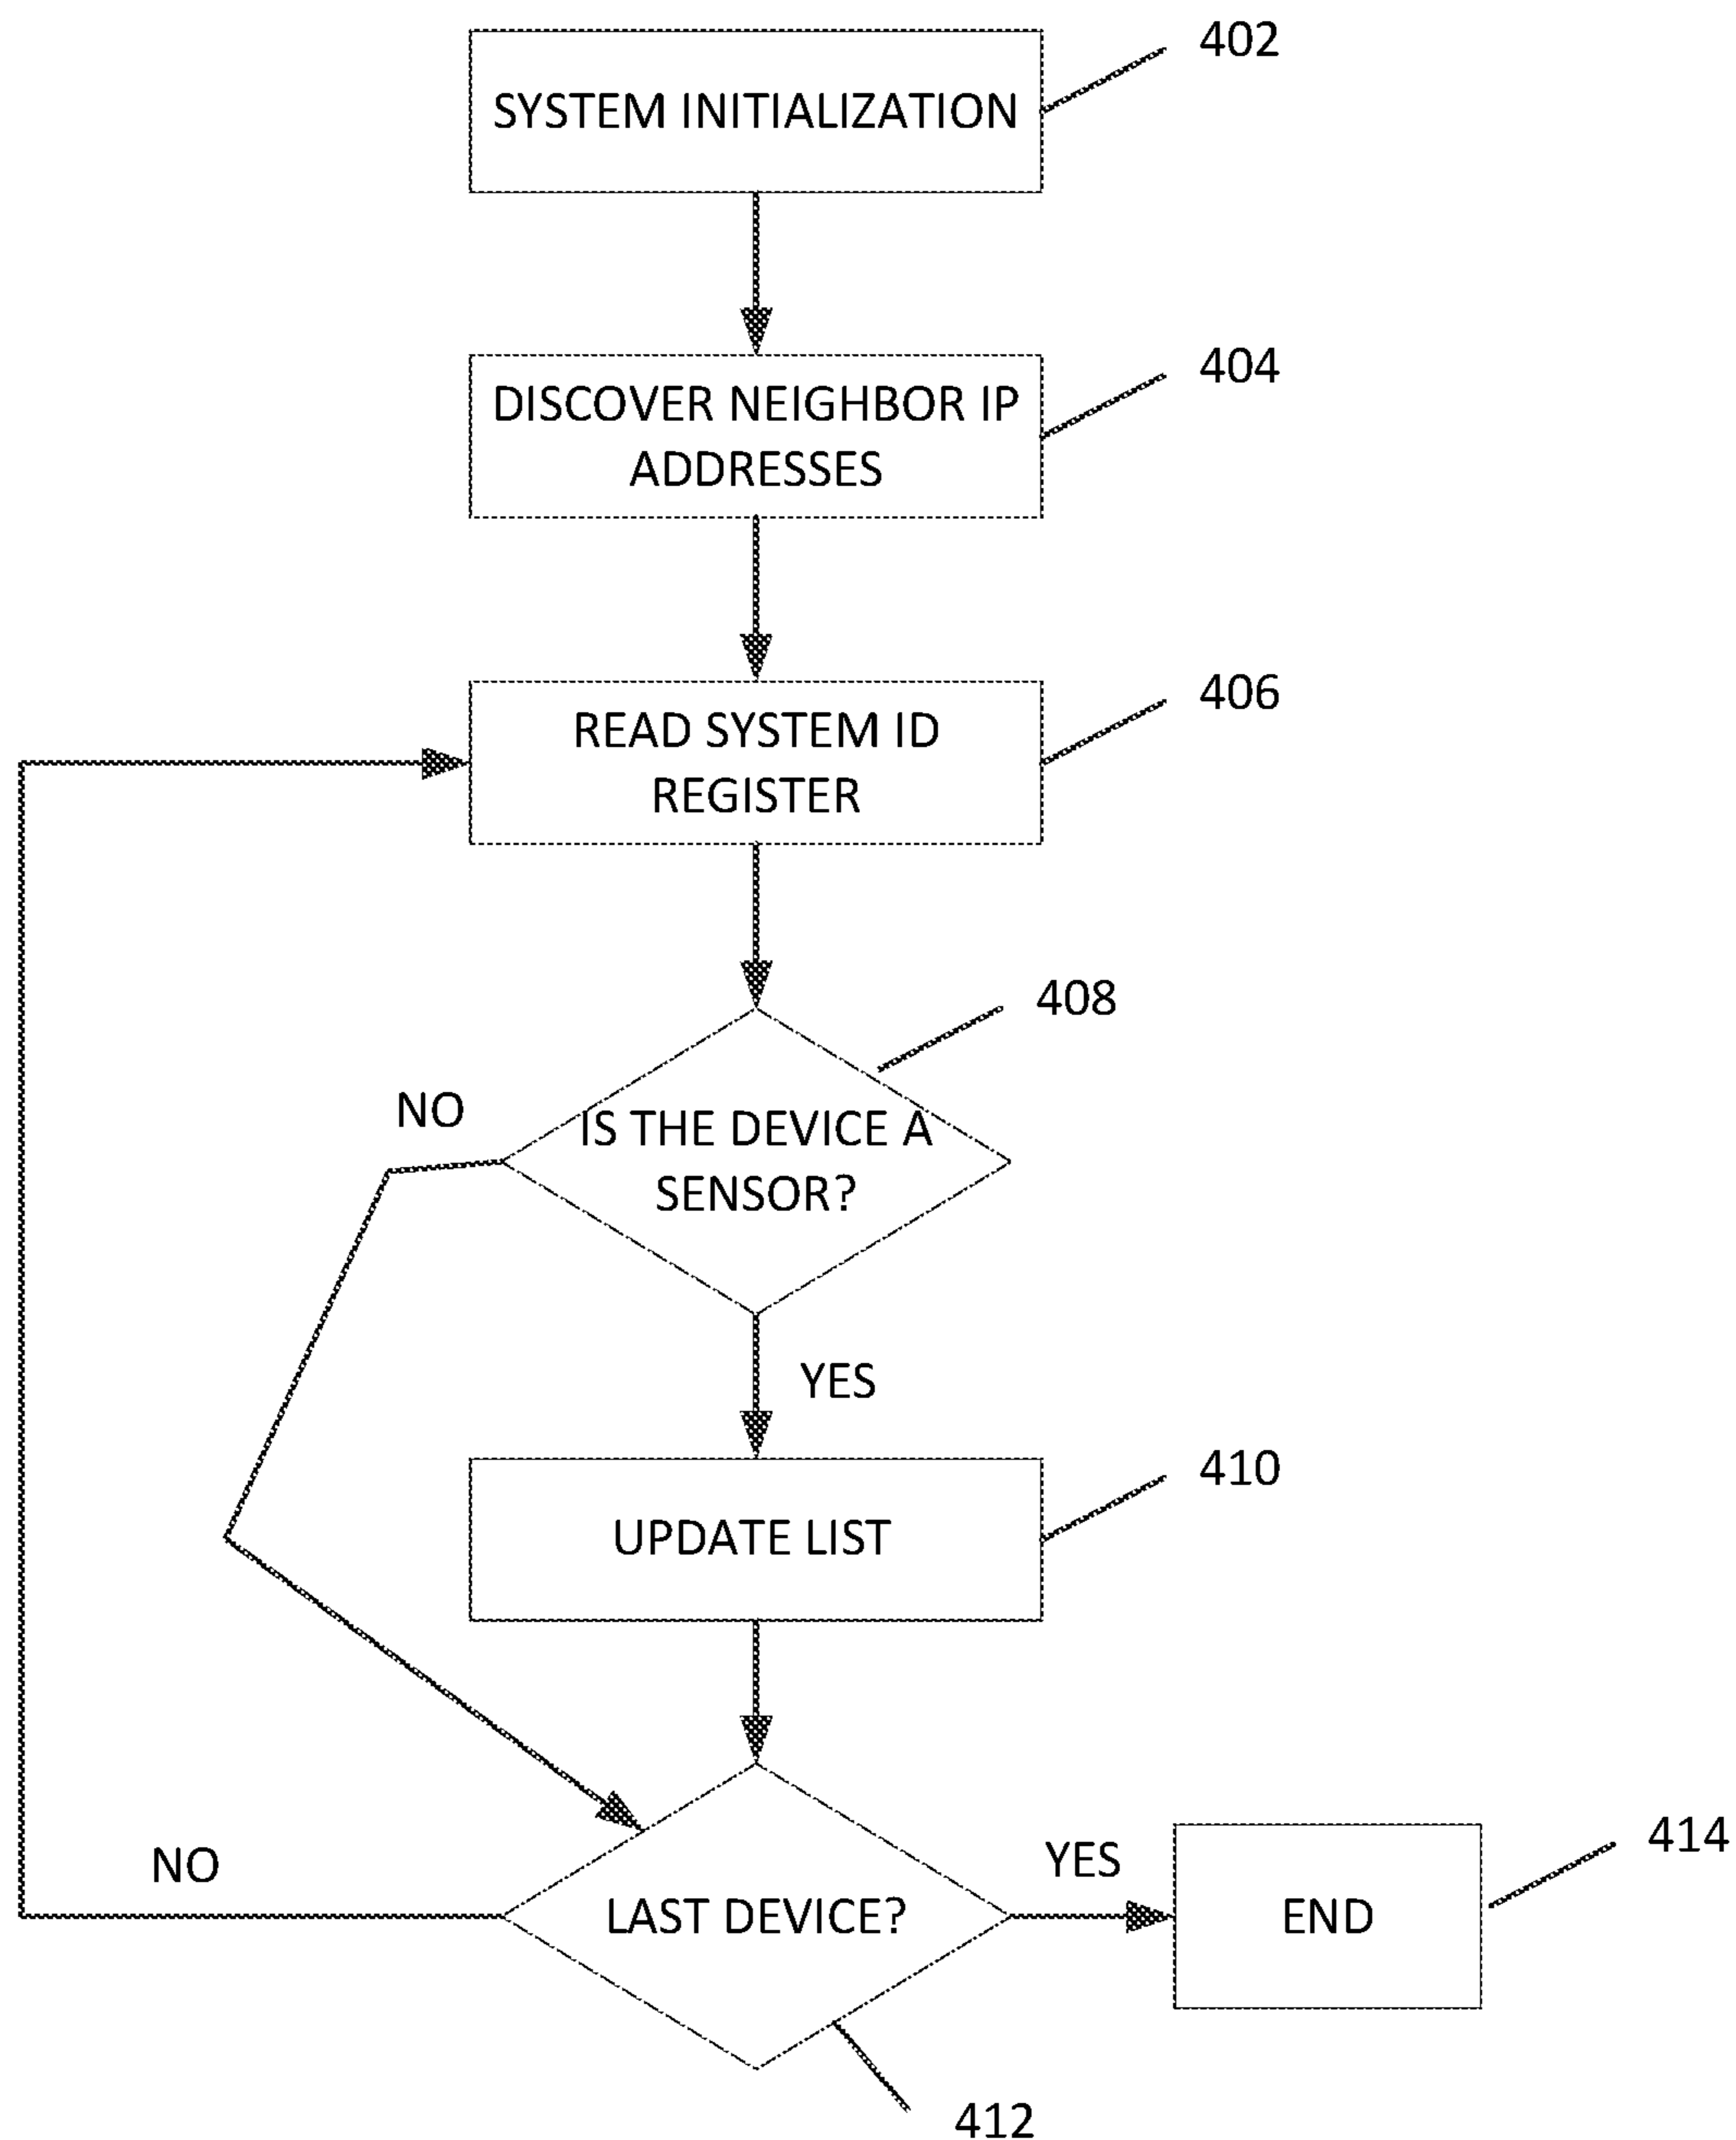 402
SYSTEM INITIALIZATION
404
DISCOVER NEIGHBOR IP
ADDRESSES
406
READ SYSTEM ID
REGISTER
408
NO
IS THE DEVICE A
SENSOR?
YES
410
UPDATE LIST
414
YES
NO
LAST DEVICE?
END
412